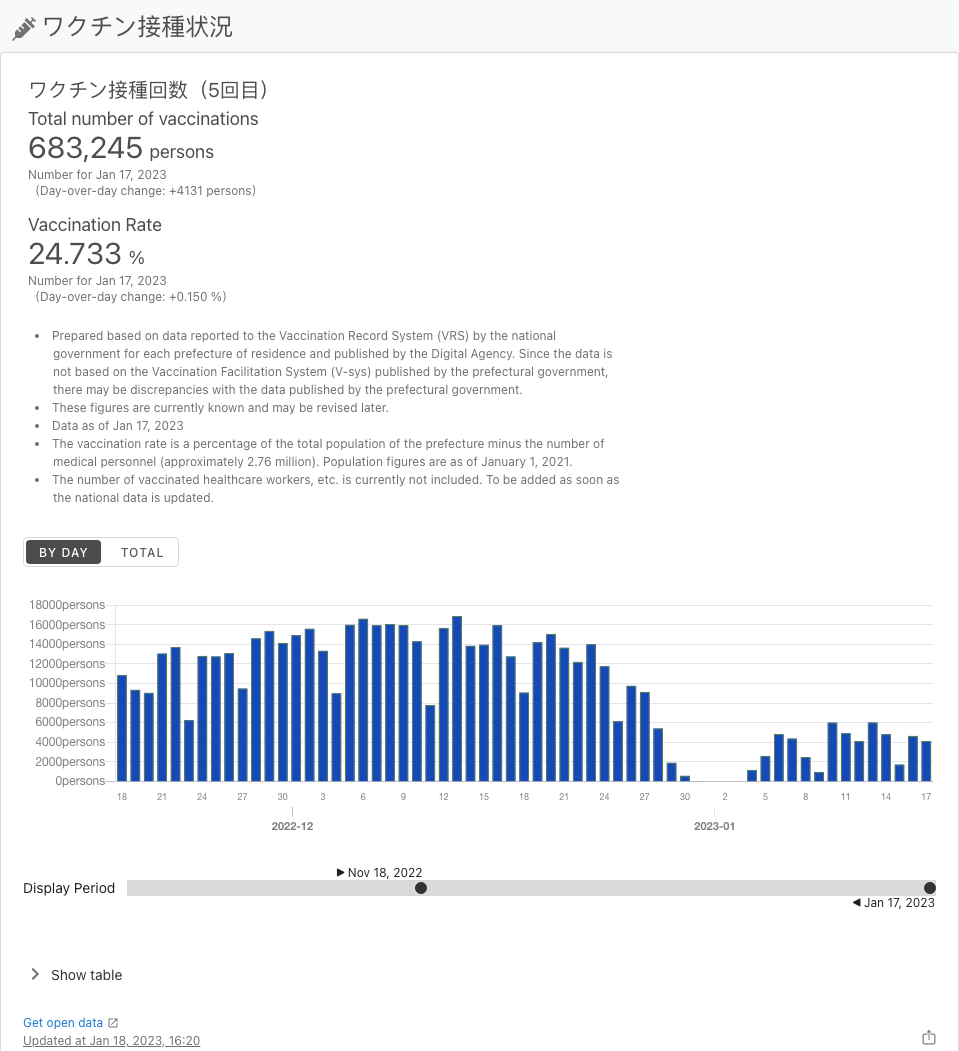 ワクチン接種状況
ワクチン接種回数（5回目）
Total number of vaccinations
683,245 persons
Number for Jan 17, 2023
（Day-over-day change: +4131 persons）
Vaccination Rate
24.733 %
Number for Jan 17, 2023
（Day-over-day change: +0.150 %）
• Prepared based on data reported to the Vaccination Record System (VRS) by the national
government for each prefecture of residence and published by the Digital Agency. Since the data is
not based on the Vaccination Facilitation System (V-sys) published by the prefectural government,
there may be discrepancies with the data published by the prefectural government.
• These figures are currently known and may be revised later.
• Data as of Jan 17, 2023
• The vaccination rate is a percentage of the total population of the prefecture minus the number of
medical personnel (approximately 2.76 million). Population figures are as of January 1, 2021.
• The number of vaccinated healthcare workers, etc. is currently not included. To be added as soon as
the national data is updated.
BY DAY TOTAL
18000persons
16000persons
14000persons
12000persons
10000persons
8000persons
6000persons
4000persons
2000persons
0persons
18 21 24 27 30 3 6 9 12 15 18 21 24 27 30 2 5 8 11 14 17
2022-12 2023-01
Nov 18, 2022
Display Period
Jan 17, 2023
Show table
Get open data
Updated at Jan 18, 2023, 16:20